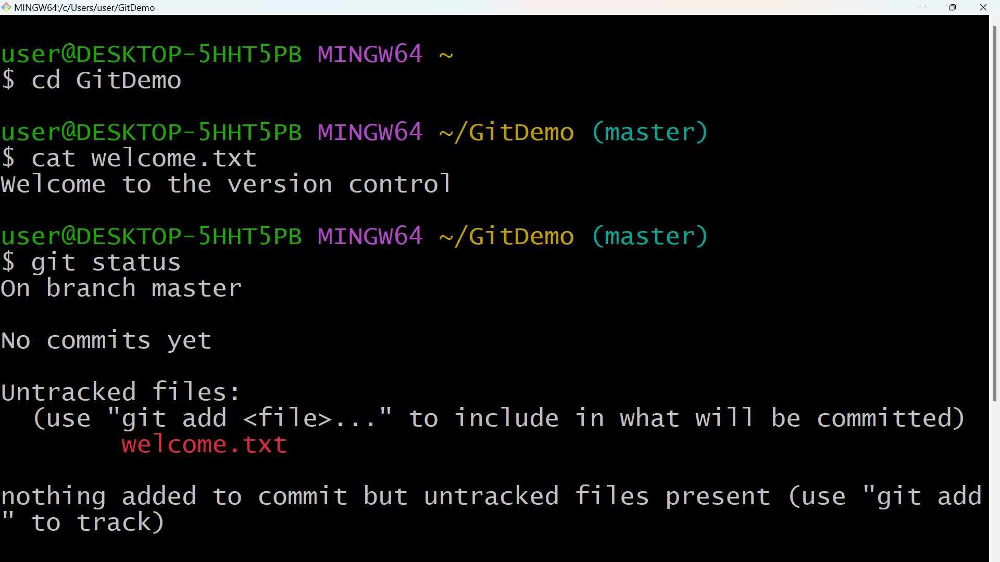 MINGW64:/c/Users/user/GitDemo
user@DESKTOP-5HHT5PB MINGW64 ~
$ cd GitDemo
user@DESKTOP-5HHT5PB MINGW64 ~/GitDemo (master)
$ cat welcome.txt
Welcome to the version control
user@DESKTOP-5HHT5PB MINGW64 ~/GitDemo (master)
$ git status
On branch master
No commits yet
Untracked files:
  (use "git add <file>..." to include in what will be committed)
        welcome.txt
nothing added to commit but untracked files present (use "git add
" to track)